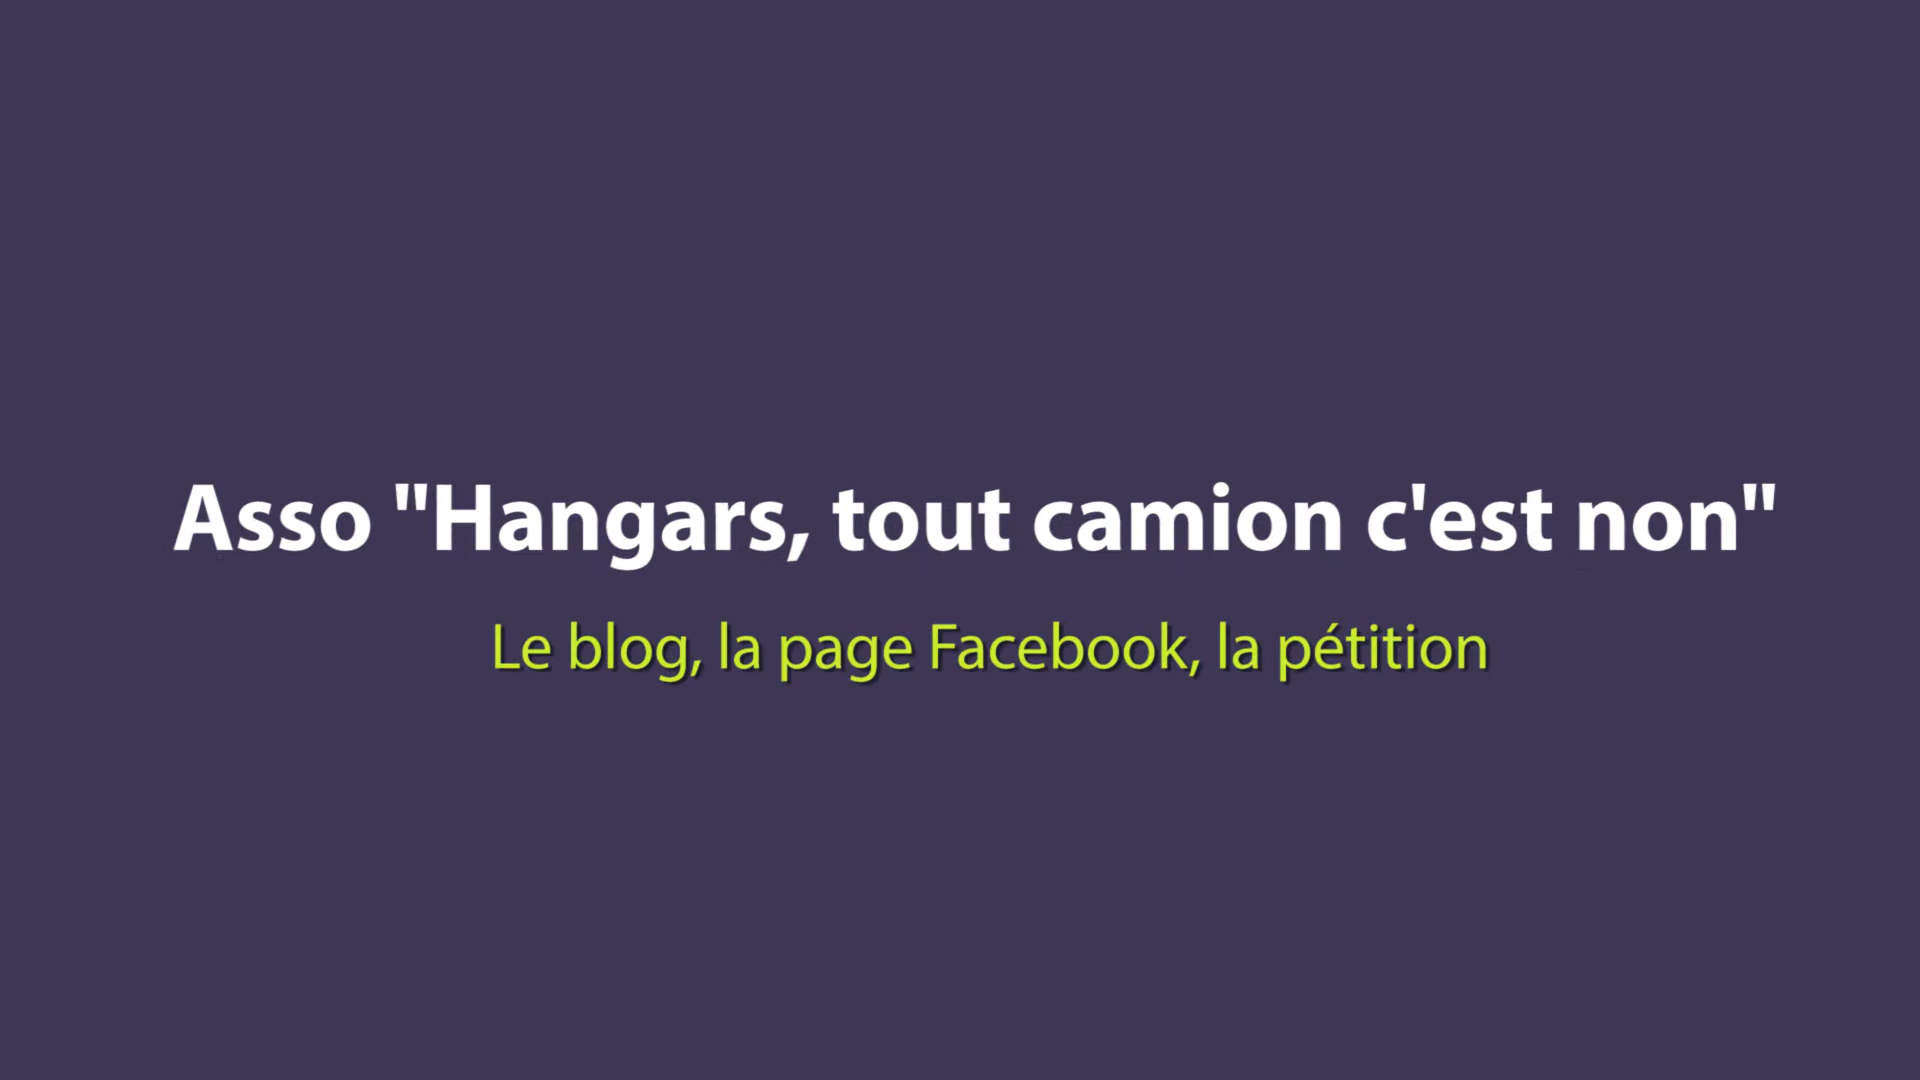 Asso "Hangars, tout camion c'est non"
Le blog, la page Facebook, la pétition